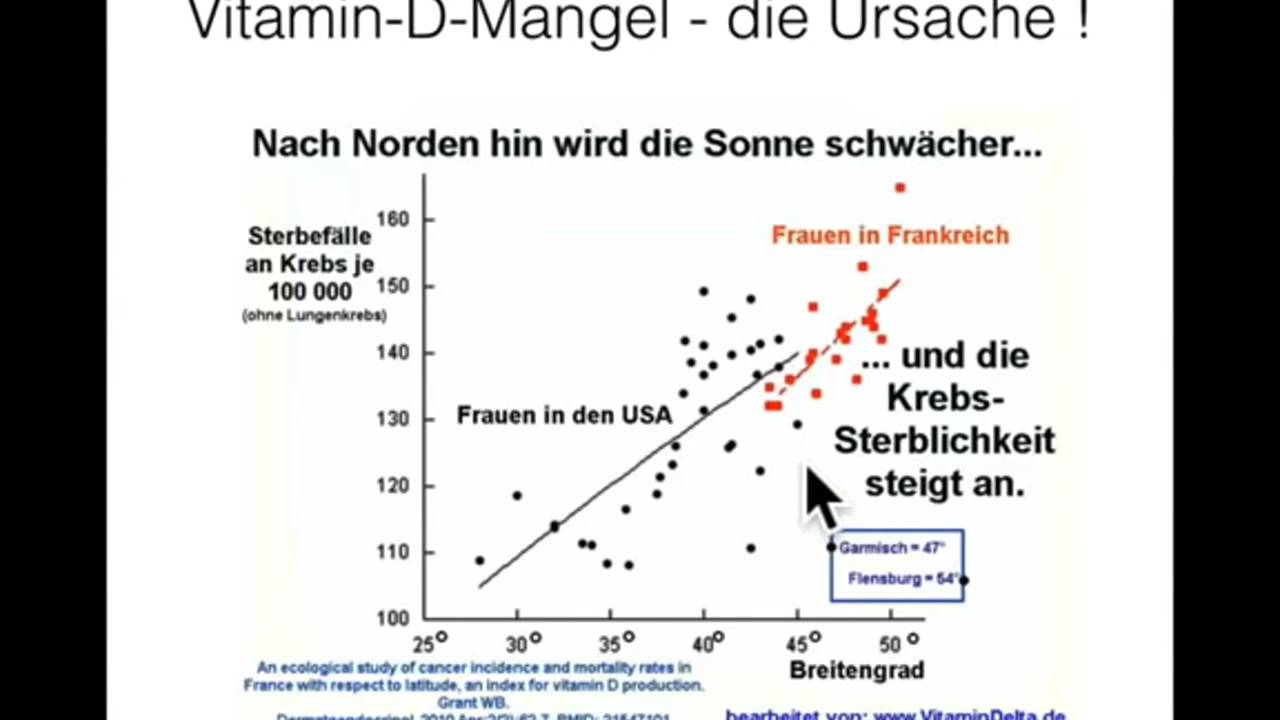 Vitamin-D-Mangel - die Ursache !
Nach Norden hin wird die Sonne schwächer...
Sterbefälle
an Krebs je
100 000
(ohne Lungenkrebs)
160
150
140
130
120
110
100
Frauen in Frankreich
Frauen in den USA
... und die
Krebs-
Sterblichkeit
steigt an.
Garmisch = 47°
Flensburg = 54°
25° 30° 35° 40° 45° 50°
Breitengrad
An ecological study of cancer incidence and mortality rates in
France with respect to latitude, an index for vitamin D production.
Grant WB.
bearbeitet von: www.VitaminDelta.de